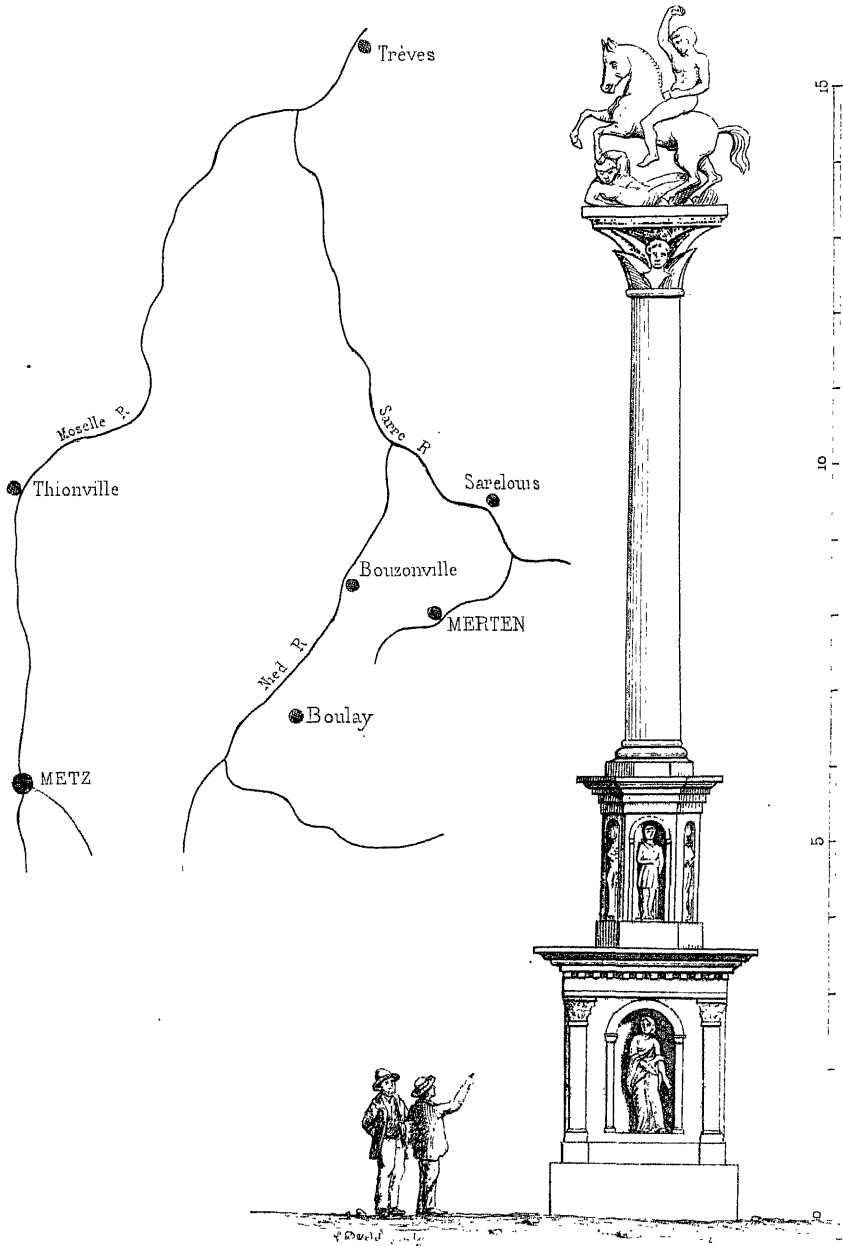 Trèves
15
Moselle R
Sarre R
10
Thionville
Sarelouis
Bouzonville
MERTEN
Nied R
Boulay
METZ
5
0